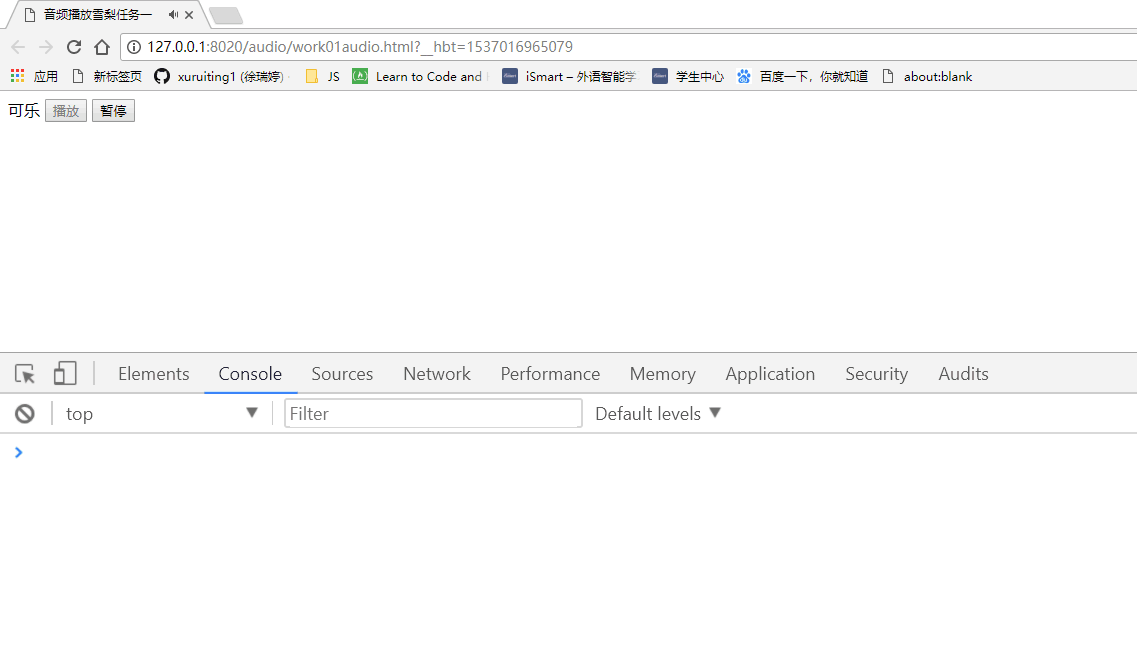 音频播放雪梨任务一
127.0.0.1:8020/audio/work01audio.html?__hbt=1537016965079
应用 新标签页 xuruiting1 (徐瑞婷) JS Learn to Code and iSmart – 外语智能学 学生中心 百度一下，你就知道 about:blank
可乐 播放 暂停
Elements Console Sources Network Performance Memory Application Security Audits
top Filter Default levels